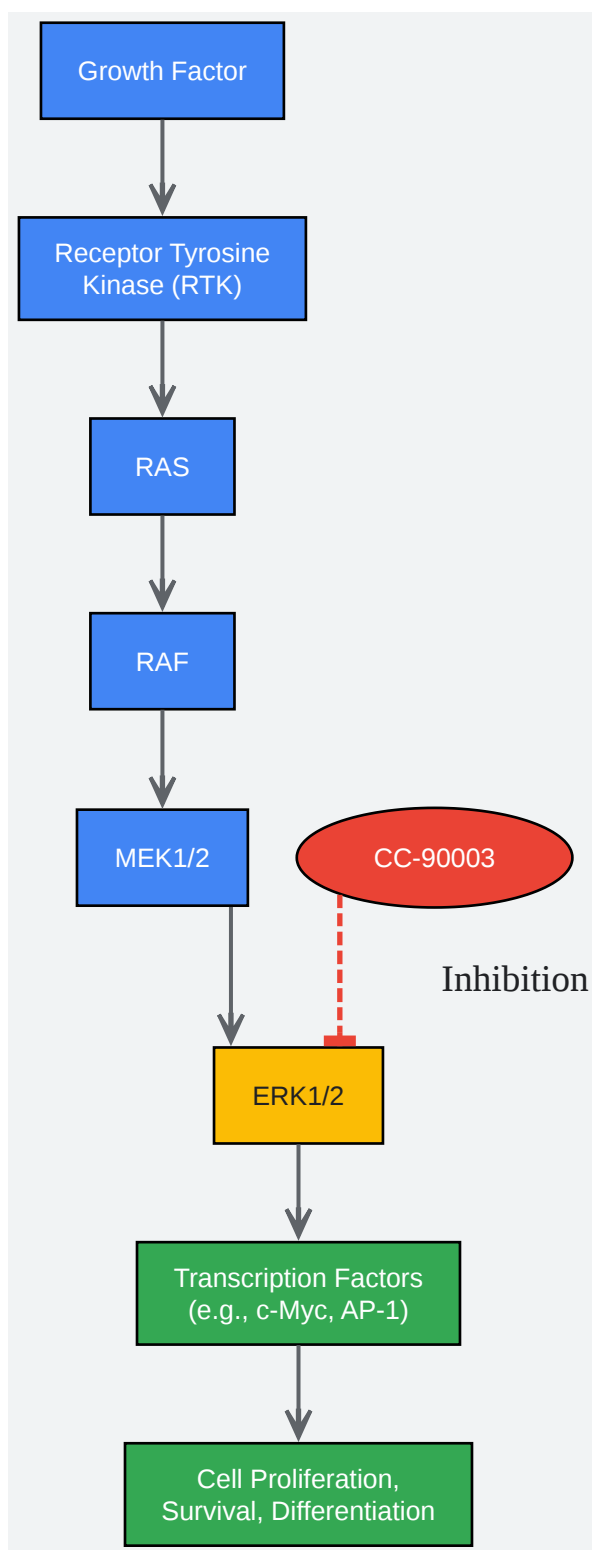 Growth Factor
Receptor Tyrosine
Kinase (RTK)
RAS
RAF
MEK1/2
CC-90003
Inhibition
ERK1/2
Transcription Factors
(e.g., c-Myc, AP-1)
Cell Proliferation,
Survival, Differentiation